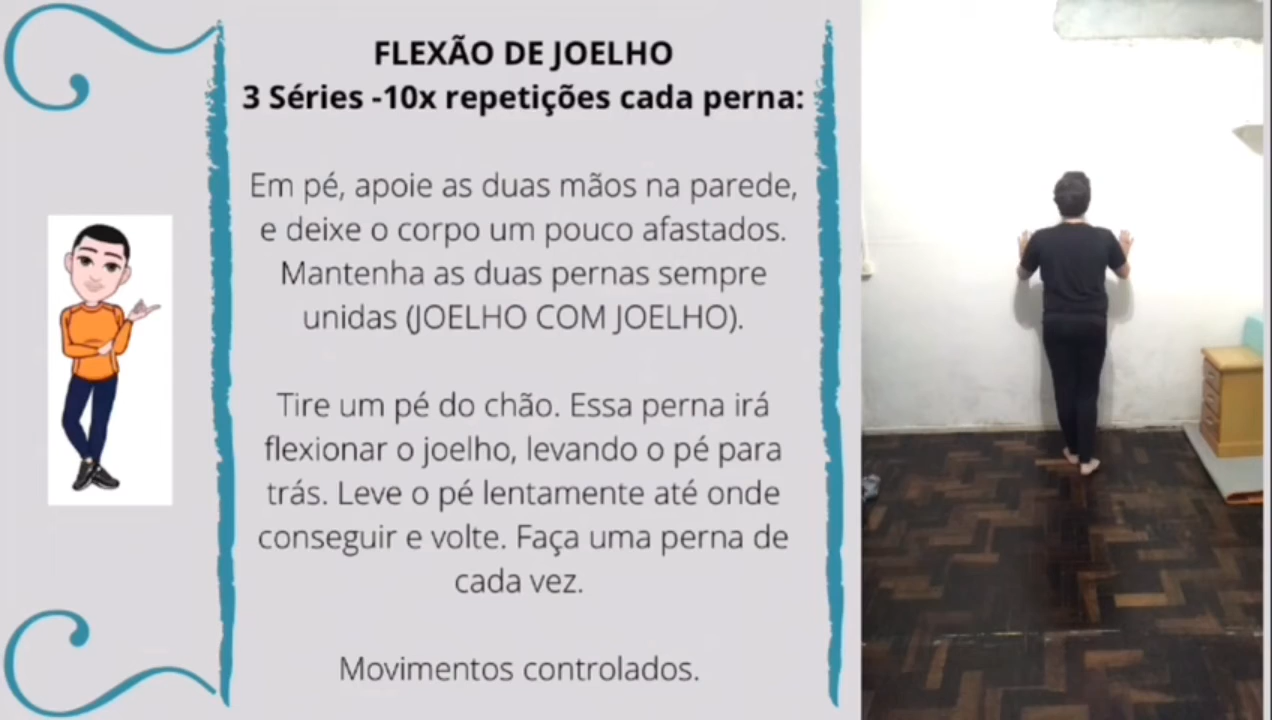 FLEXÃO DE JOELHO
3 Séries -10x repetições cada perna:
Em pé, apoie as duas mãos na parede,
e deixe o corpo um pouco afastados.
Mantenha as duas pernas sempre
unidas (JOELHO COM JOELHO).
Tire um pé do chão. Essa perna irá
flexionar o joelho, levando o pé para
trás. Leve o pé lentamente até onde
conseguir e volte. Faça uma perna de
cada vez.
Movimentos controlados.